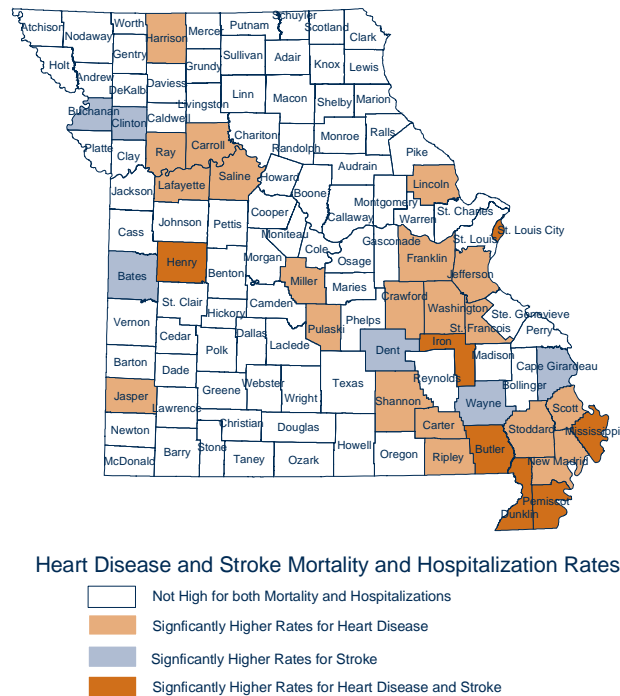 Atchison
Nodaway
Worth
Harrison
Mercer
Putnam
Schuyler
Scotland
Clark
Holt
Andrew
Gentry
Grundy
Sullivan
Adair
Knox
Lewis
DeKalb
Daviess
Livingston
Linn
Macon
Shelby
Marion
Buchanan
Clinton
Caldwell
Chariton
Randolph
Monroe
Ralls
Platte
Clay
Ray
Carroll
Audrain
Pike
Jackson
Lafayette
Saline
Howard
Boone
Callaway
Montgomery
Lincoln
Warren
St. Charles
Cass
Johnson
Pettis
Cooper
Moniteau
Cole
Gasconade
St. Louis
St. Louis City
Bates
Henry
Benton
Morgan
Miller
Osage
Franklin
Jefferson
St. Clair
Hickory
Camden
Maries
Crawford
Washington
St. Francois
Ste. Genevieve
Perry
Vernon
Cedar
Polk
Dallas
Laclede
Pulaski
Phelps
Dent
Iron
Madison
Cape Girardeau
Barton
Dade
Greene
Webster
Wright
Texas
Reynolds
Bollinger
Jasper
Lawrence
Christian
Douglas
Shannon
Wayne
Scott
Newton
Carter
Stoddard
Mississippi
McDonald
Barry
Stone
Taney
Ozark
Howell
Oregon
Ripley
Butler
New Madrid
Dunklin
Pemiscot
Heart Disease and Stroke Mortality and Hospitalization Rates
Not High for both Mortality and Hospitalizations
Signficantly Higher Rates for Heart Disease
Signficantly Higher Rates for Stroke
Signficantly Higher Rates for Heart Disease and Stroke